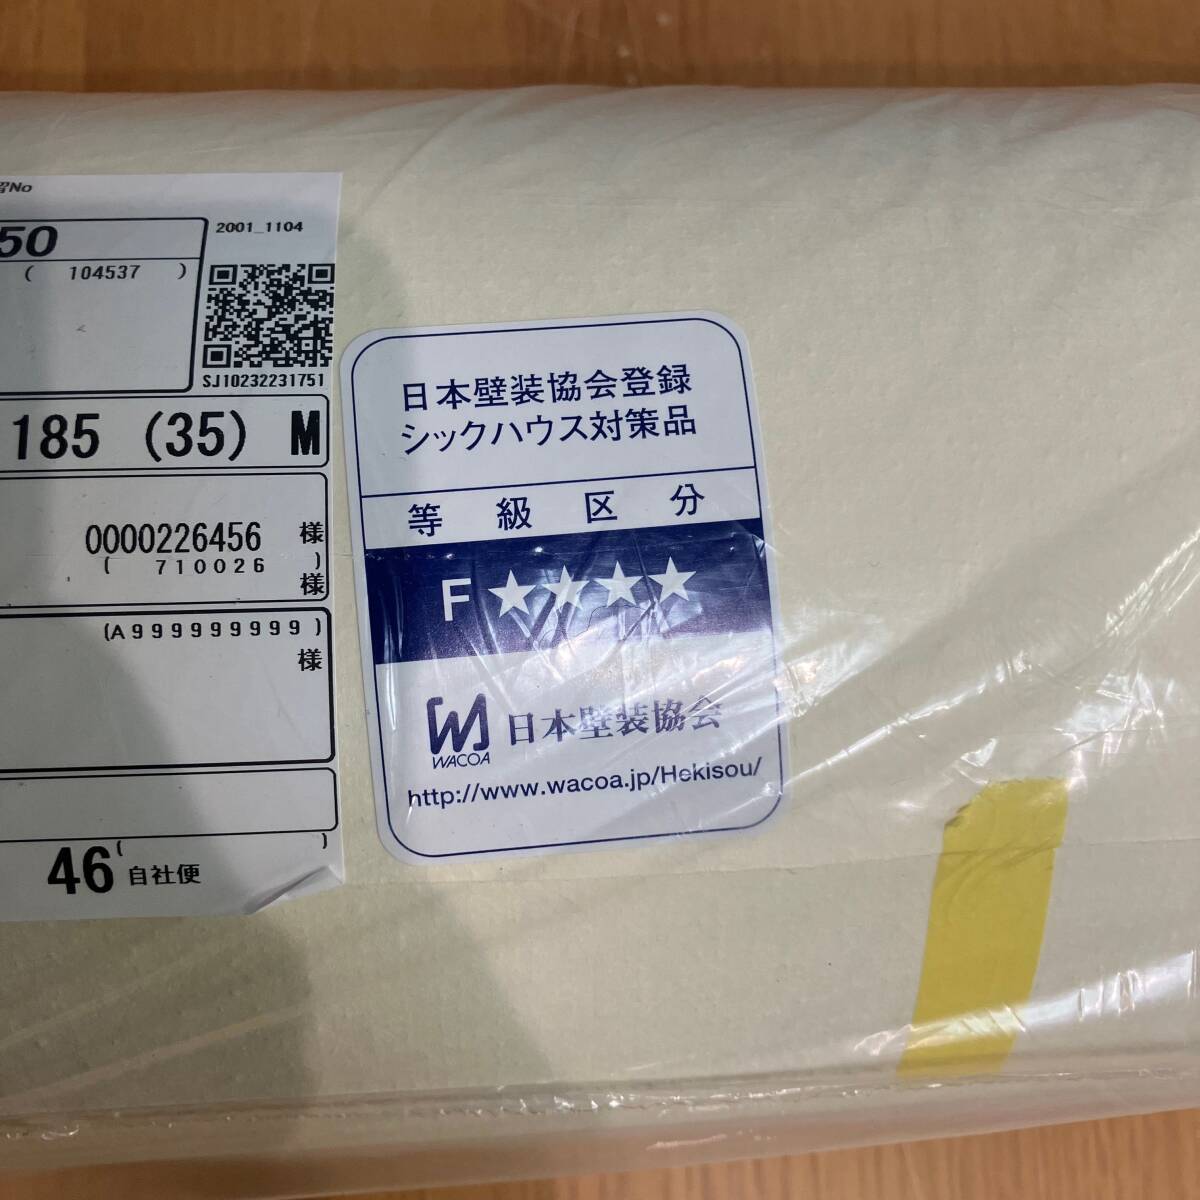 No
50
2001_1104
( 104537 )
SJ10232231751
185 (35) M
0000226456 様
( 710026 )
様
(A999999999)
様
( )
46 自社便
日本壁装協会登録
シックハウス対策品
等級区分
F★★★★
WACOA
日本壁装協会
http://www.wacoa.jp/Hekisou/